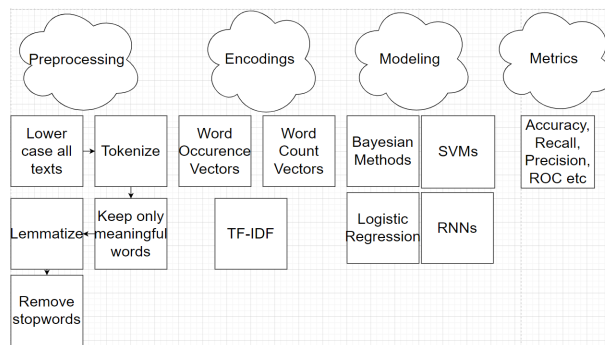 Preprocessing
Encodings
Modeling
Metrics
Lower
case all
texts
Tokenize
Word
Occurence
Vectors
Word
Count
Vectors
Bayesian
Methods
SVMs
Accuracy,
Recall,
Precision,
ROC etc
Lemmatize
Keep only
meaningful
words
TF-IDF
Logistic
Regression
RNNs
Remove
stopwords